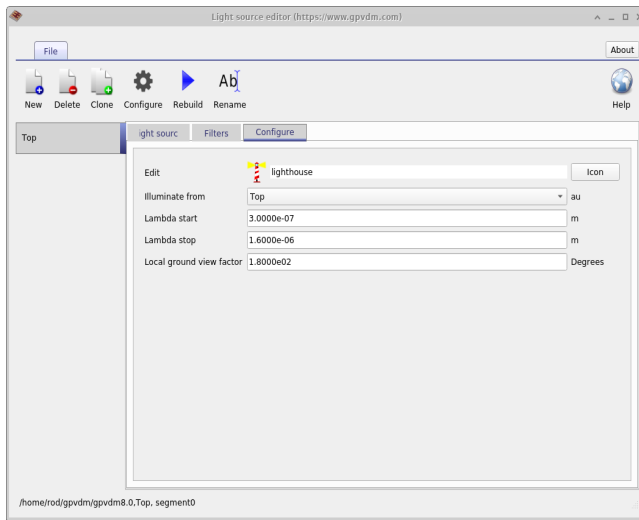 Light source editor (https://www.gpvdm.com)
File
About
New Delete Clone Configure Rebuild Ab Rename Help
Top
ight sourc Filters Configure
Edit lighthouse Icon
Illuminate from Top au
Lambda start 3.0000e-07 m
Lambda stop 1.6000e-06 m
Local ground view factor 1.8000e02 Degrees
/home/rod/gpvdm/gpvdm8.0,Top, segment0